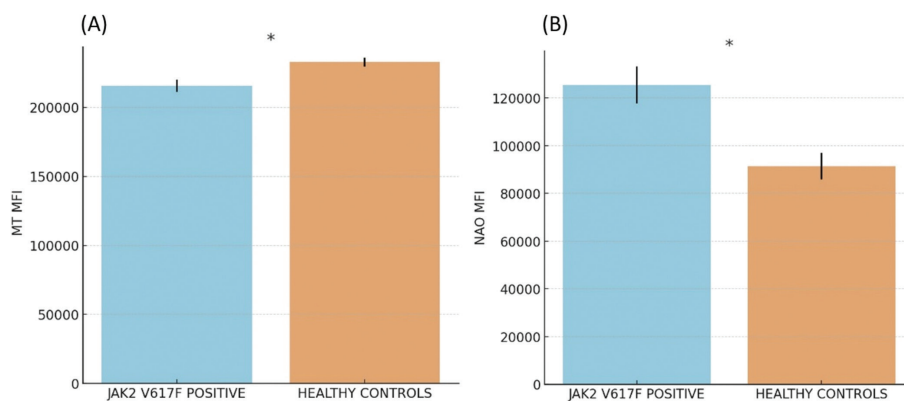 (A)
*
MT MFI
200000
150000
100000
50000
0
JAK2 V617F POSITIVE HEALTHY CONTROLS
(B)
*
NAO MFI
120000
100000
80000
60000
40000
20000
0
JAK2 V617F POSITIVE HEALTHY CONTROLS